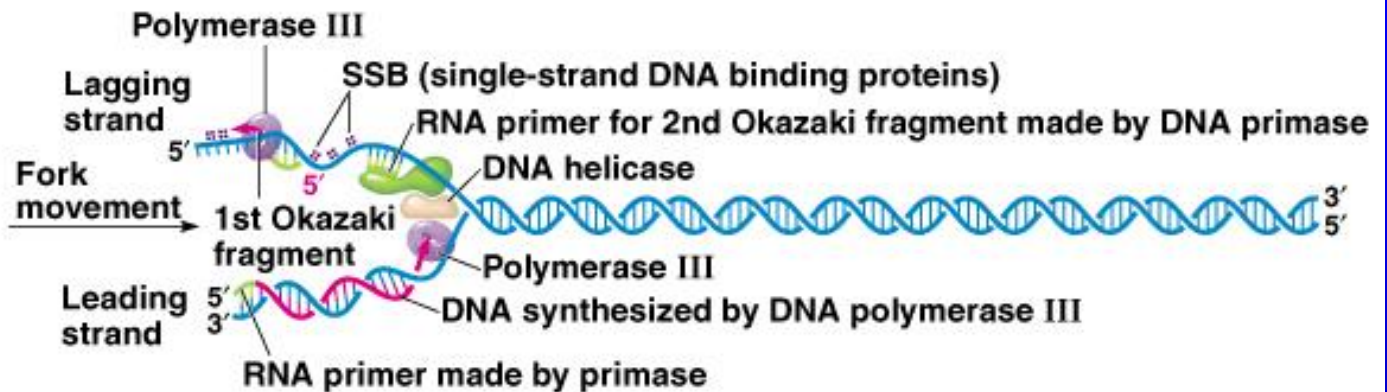 Polymerase III
Lagging
strand
SSB (single-strand DNA binding proteins)
RNA primer for 2nd Okazaki fragment made by DNA primase
5′
5′
DNA helicase
Fork
movement
1st Okazaki
fragment
3′
5′
Polymerase III
Leading
strand
5′
3′
DNA synthesized by DNA polymerase III
RNA primer made by primase